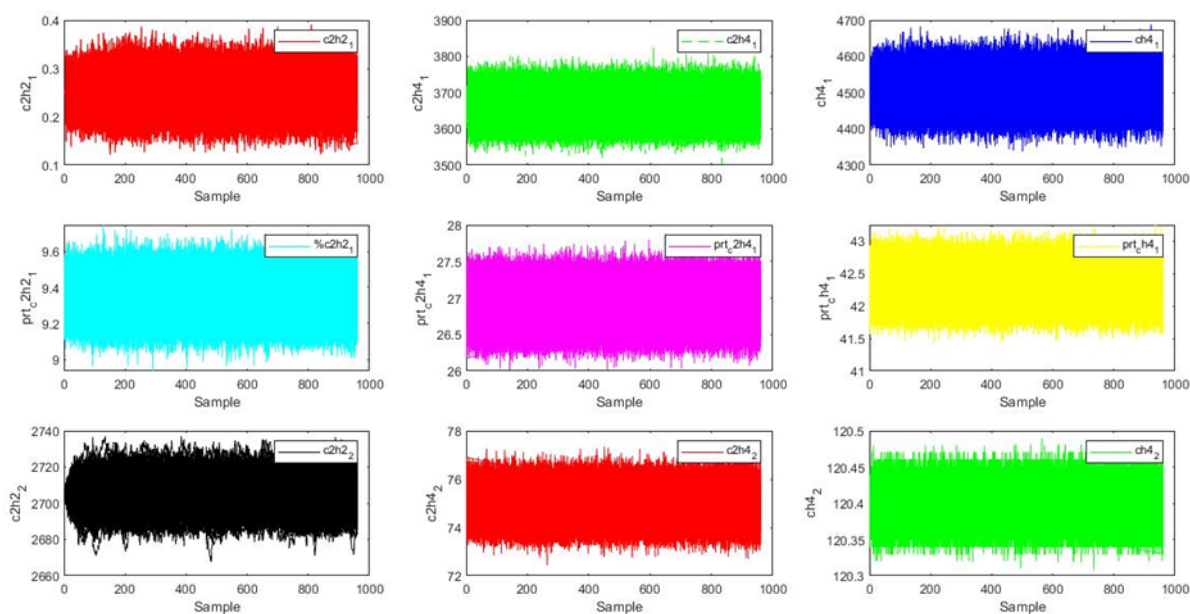 c2h2₁
0.4
0.3
0.2
0.1
c2h2₁
0 200 400 600 800 1000
Sample
c2h4₁
3900
3800
3700
3600
3500
c2h4₁
0 200 400 600 800 1000
Sample
ch4₁
4700
4600
4500
4400
4300
ch4₁
0 200 400 600 800 1000
Sample
prt_c2h2₁
9.6
9.4
9.2
9
%c2h2₁
0 200 400 600 800 1000
Sample
prt_c2h4₁
28
27.5
27
26.5
26
prt_c2h4₁
0 200 400 600 800 1000
Sample
prt_ch4₁
43
42.5
42
41.5
41
prt_ch4₁
0 200 400 600 800 1000
Sample
c2h2₂
2740
2720
2700
2680
2660
c2h2₂
0 200 400 600 800 1000
Sample
c2h4₂
78
76
74
72
c2h4₂
0 200 400 600 800 1000
Sample
ch4₂
120.5
120.45
120.4
120.35
120.3
ch4₂
0 200 400 600 800 1000
Sample